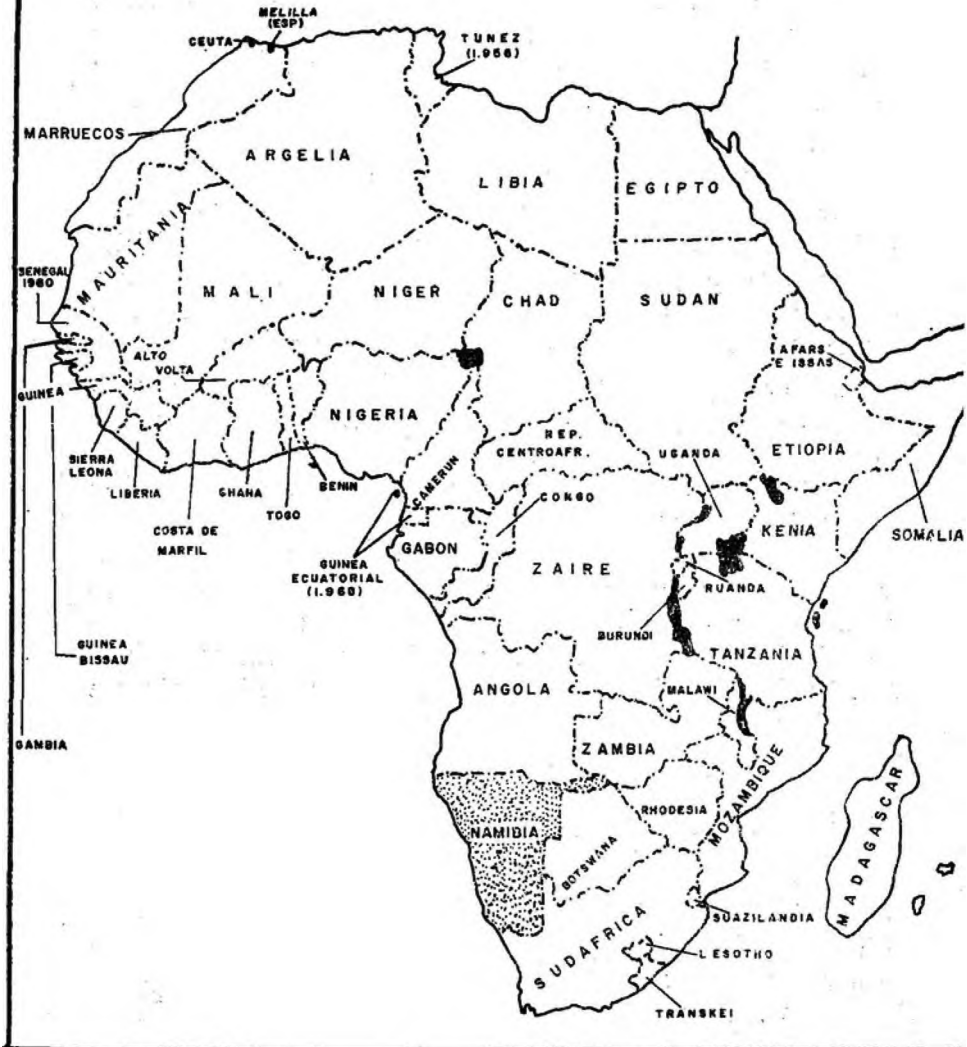 MELILLA
(ESP)
CEUTA
TUNEZ
(1.956)
MARRUECOS
ARGELIA
LIBIA
EGIPTO
MAURITANIA
SENEGAL
1960
MALI
NIGER
CHAD
SUDAN
ALTO
VOLTA
AFARS
E ISSAS
GUINEA
NIGERIA
ETIOPIA
REP.
CENTROAFR.
UGANDA
SIERRA
LEONA
LIBERIA
GHANA
TOGO
BENIN
CAMERUN
CONGO
COSTA DE
MARFIL
KENIA
SOMALIA
GABON
GUINEA
ECUATORIAL
(1.960)
ZAIRE
RUANDA
BURUNDI
GUINEA
BISSAU
TANZANIA
ANGOLA
MALAWI
GAMBIA
ZAMBIA
MOZAMBIQUE
RHODESIA
NAMIBIA
BOTSWANA
MADAGASCAR
SUAZILANDIA
SUDAFRICA
LESOTHO
TRANSKEI